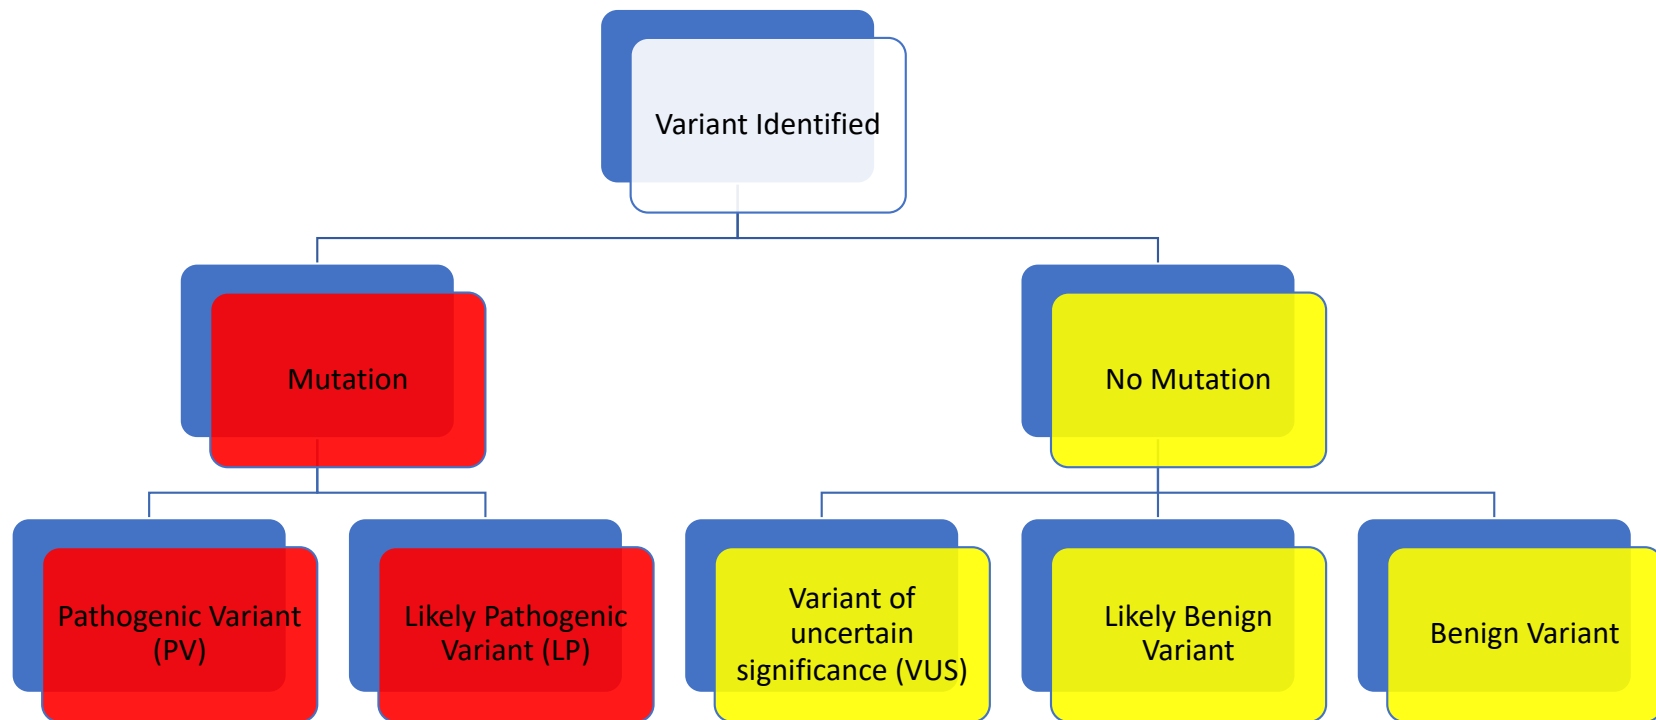 Variant Identified
Mutation
No Mutation
Pathogenic Variant
(PV)
Likely Pathogenic
Variant (LP)
Variant of
uncertain
significance (VUS)
Likely Benign
Variant
Benign Variant